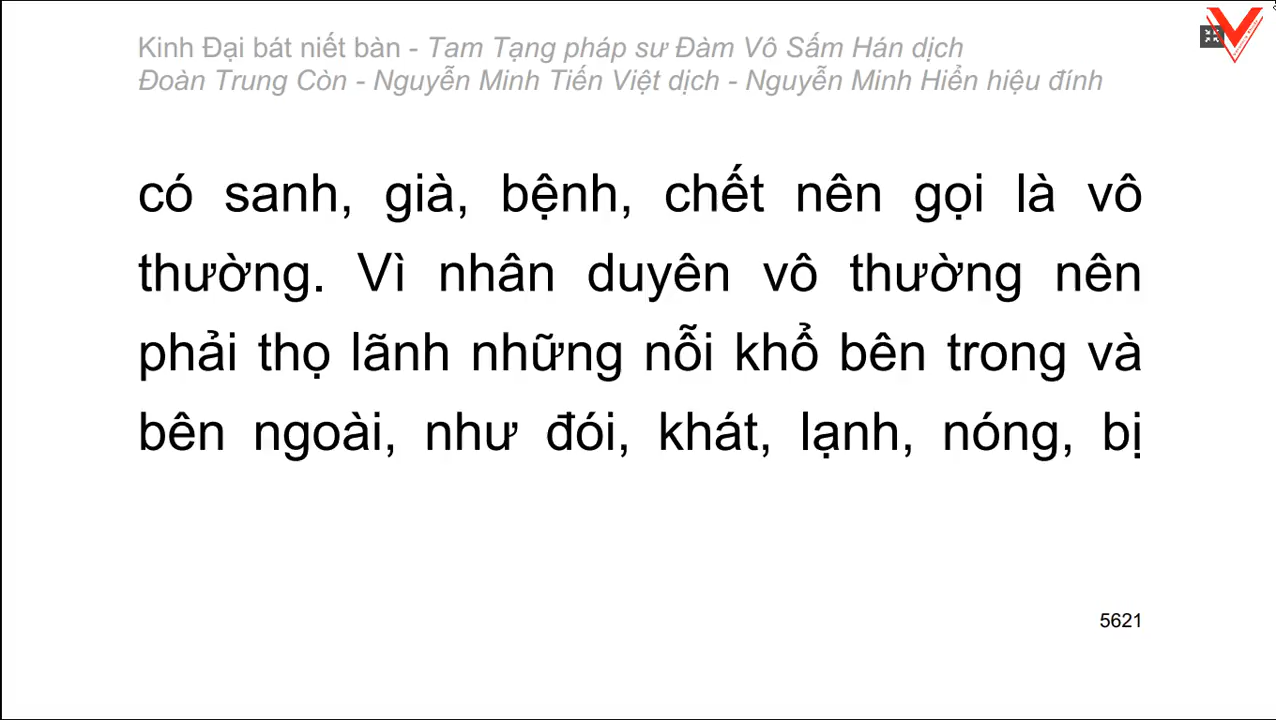 Kinh Đại bát niết bàn - Tam Tạng pháp sư Đàm Vô Sấm Hán dịch
Đoàn Trung Còn - Nguyễn Minh Tiến Việt dịch - Nguyễn Minh Hiển hiệu đính
có sanh, già, bệnh, chết nên gọi là vô
thường. Vì nhân duyên vô thường nên
phải thọ lãnh những nỗi khổ bên trong và
bên ngoài, như đói, khát, lạnh, nóng, bị
5621